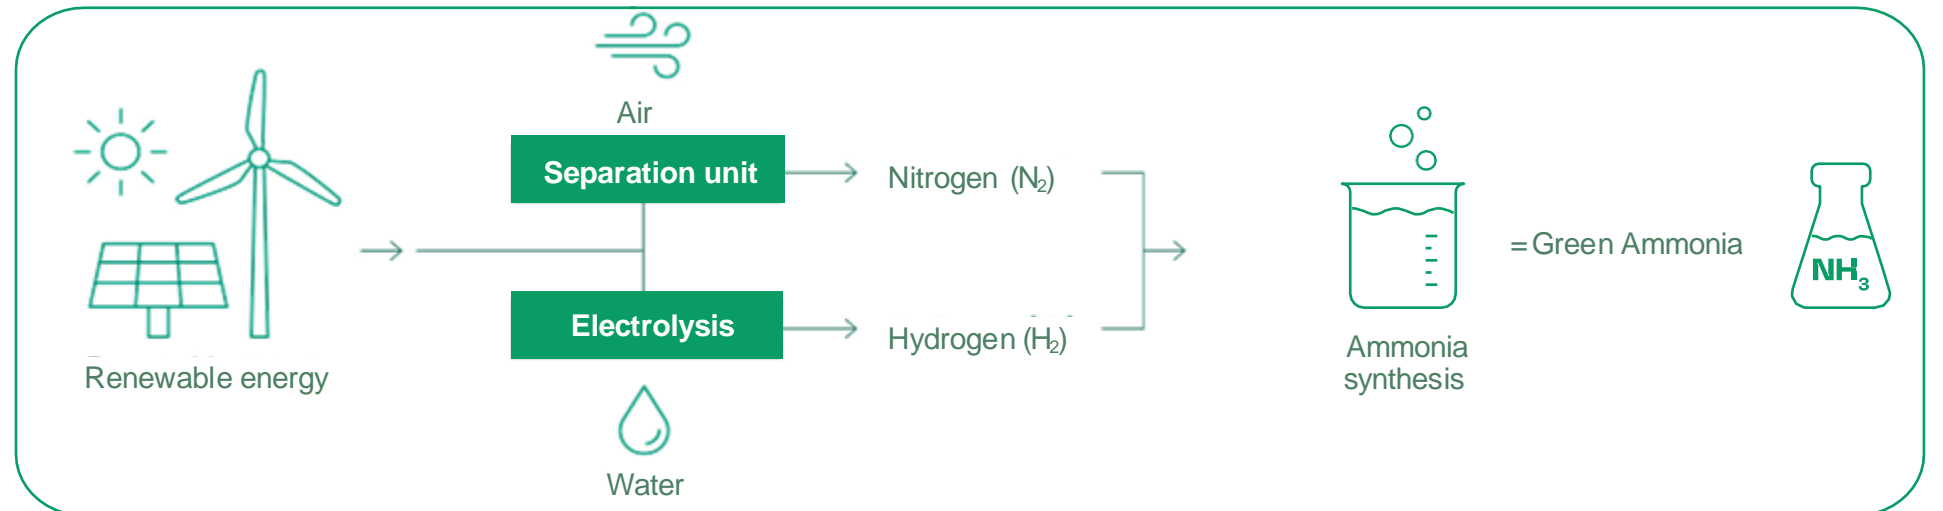 Air
Separation unit
Nitrogen (N₂)
= Green Ammonia
NH₃
Electrolysis
Hydrogen (H₂)
Ammonia
synthesis
Renewable energy
Water